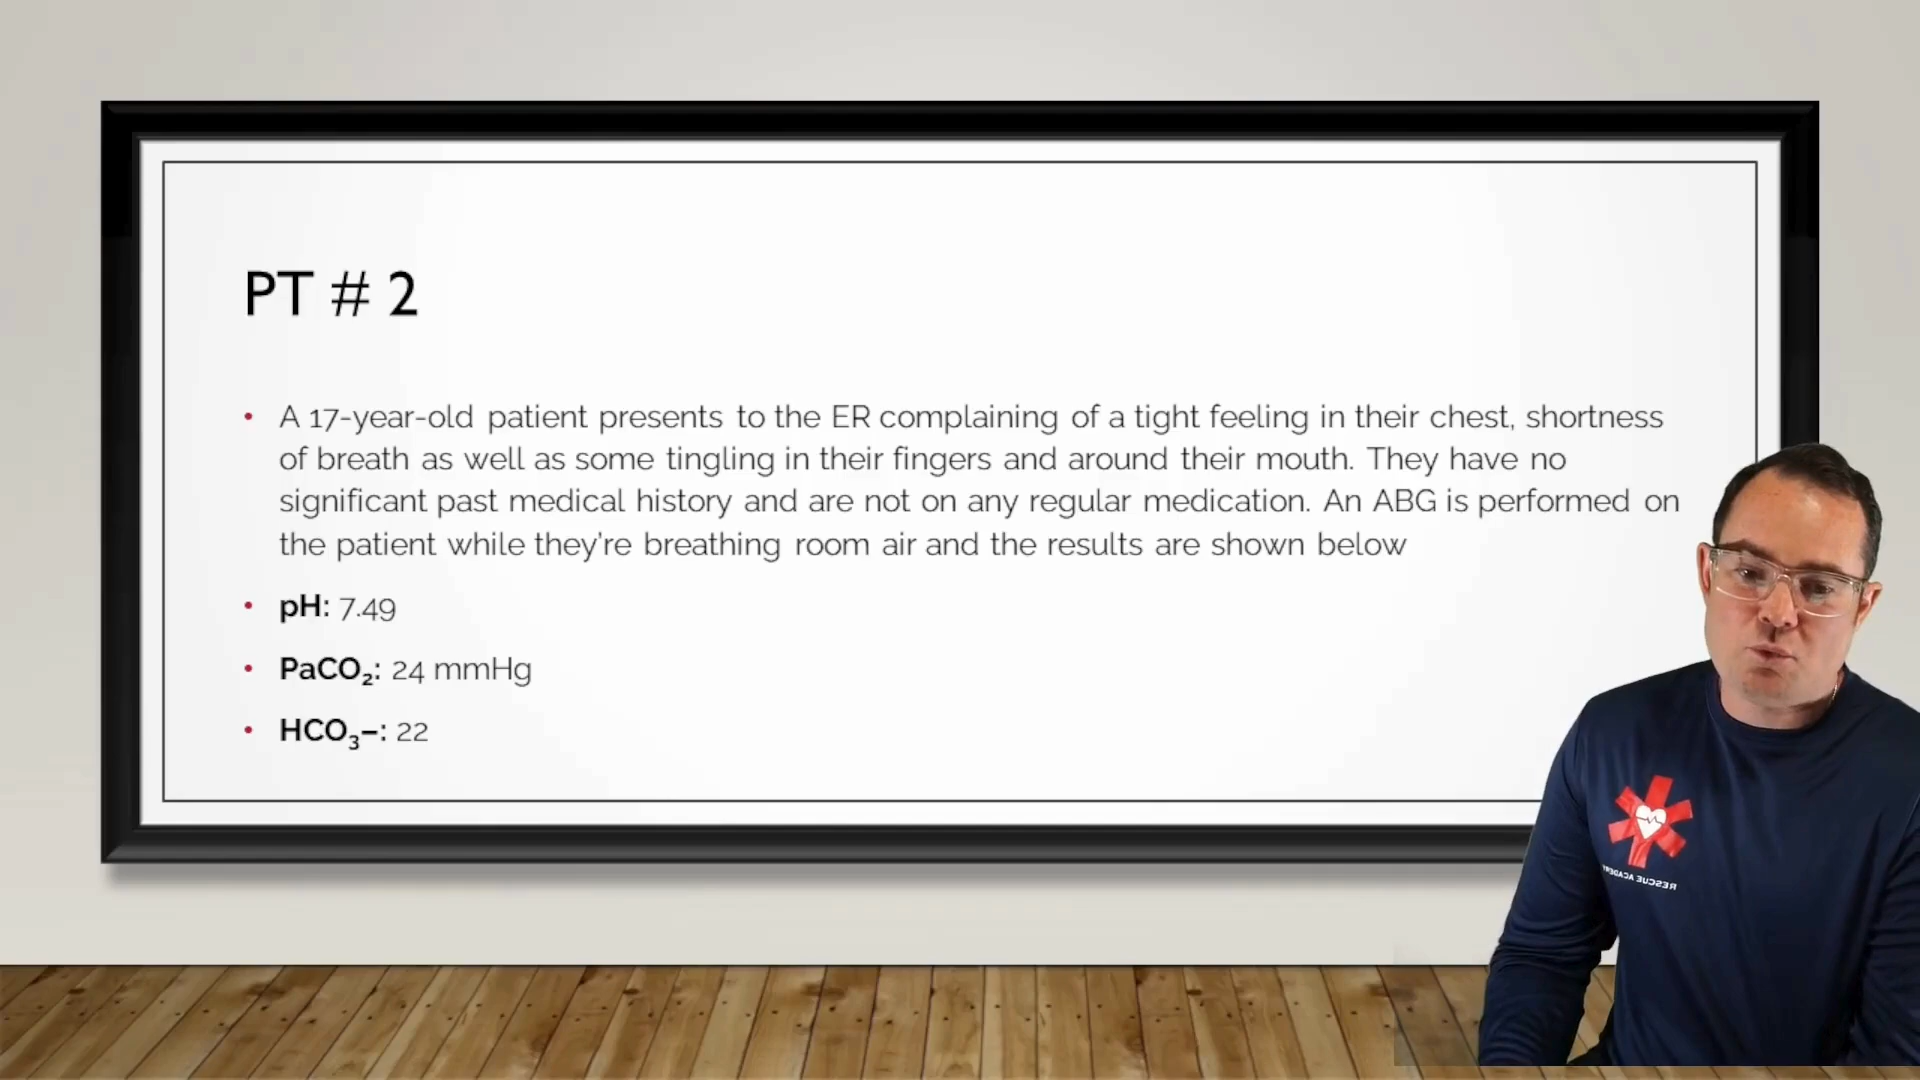 PT # 2
• A 17-year-old patient presents to the ER complaining of a tight feeling in their chest, shortness
of breath as well as some tingling in their fingers and around their mouth. They have no
significant past medical history and are not on any regular medication. An ABG is performed on
the patient while they're breathing room air and the results are shown below
• pH: 7.49
• PaCO₂: 24 mmHg
• HCO₃–: 22
RESCUE